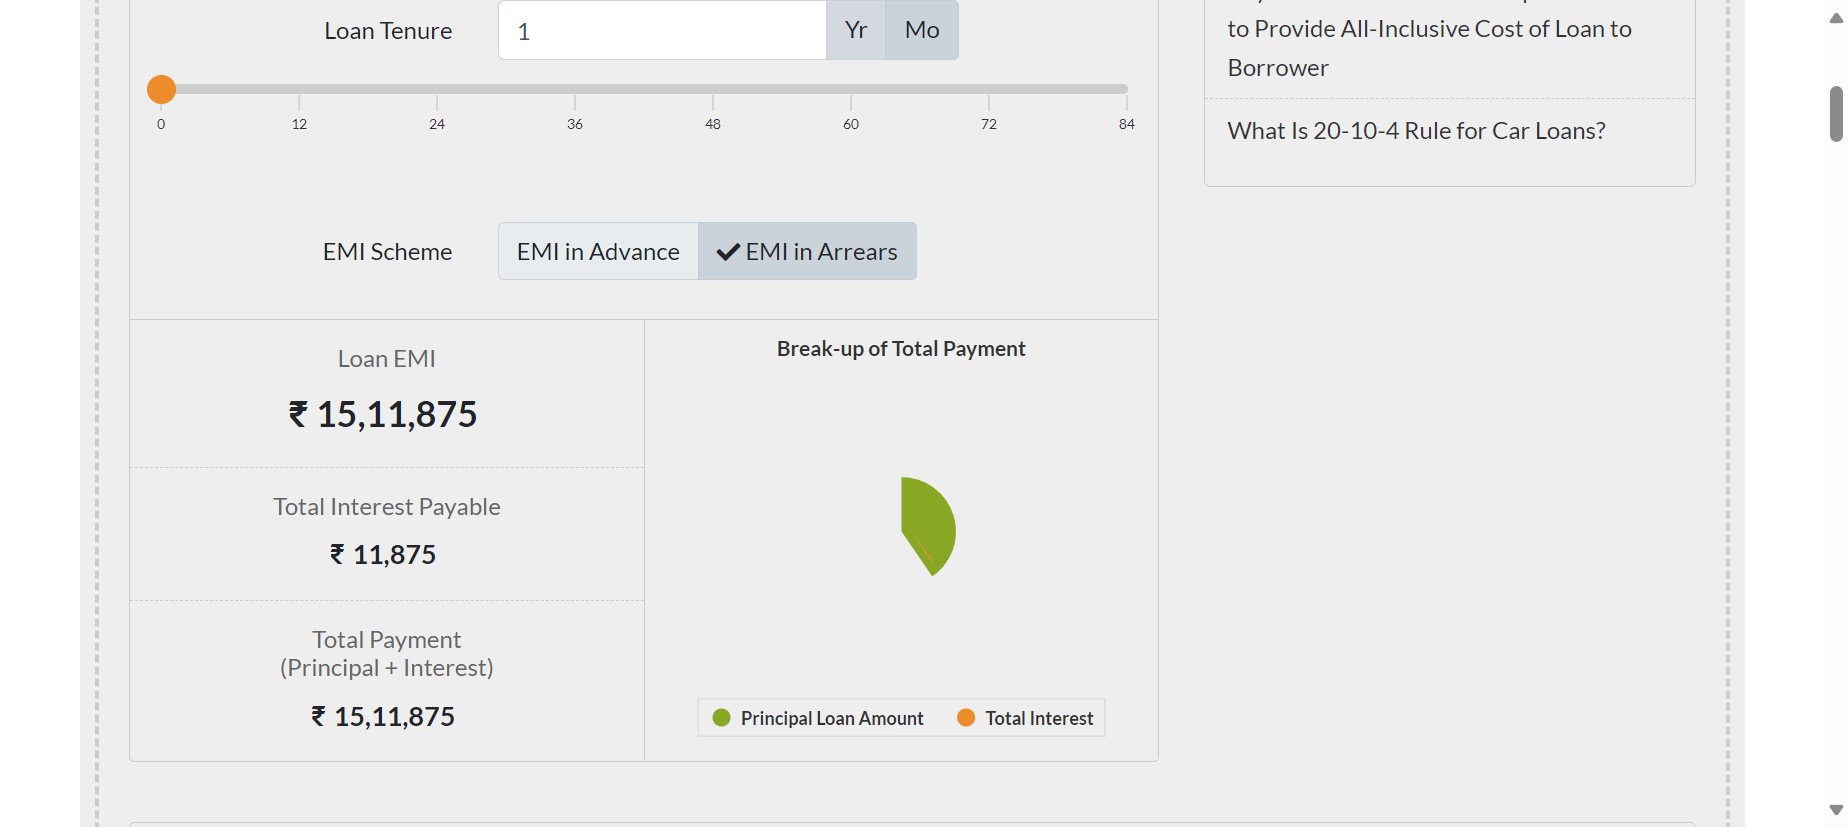 Loan Tenure
1
Yr
Mo
0 12 24 36 48 60 72 84
EMI Scheme
EMI in Advance
EMI in Arrears
Loan EMI
₹ 15,11,875
Total Interest Payable
₹ 11,875
Total Payment
(Principal + Interest)
₹ 15,11,875
Break-up of Total Payment
Principal Loan Amount
Total Interest
to Provide All-Inclusive Cost of Loan to
Borrower
What Is 20-10-4 Rule for Car Loans?